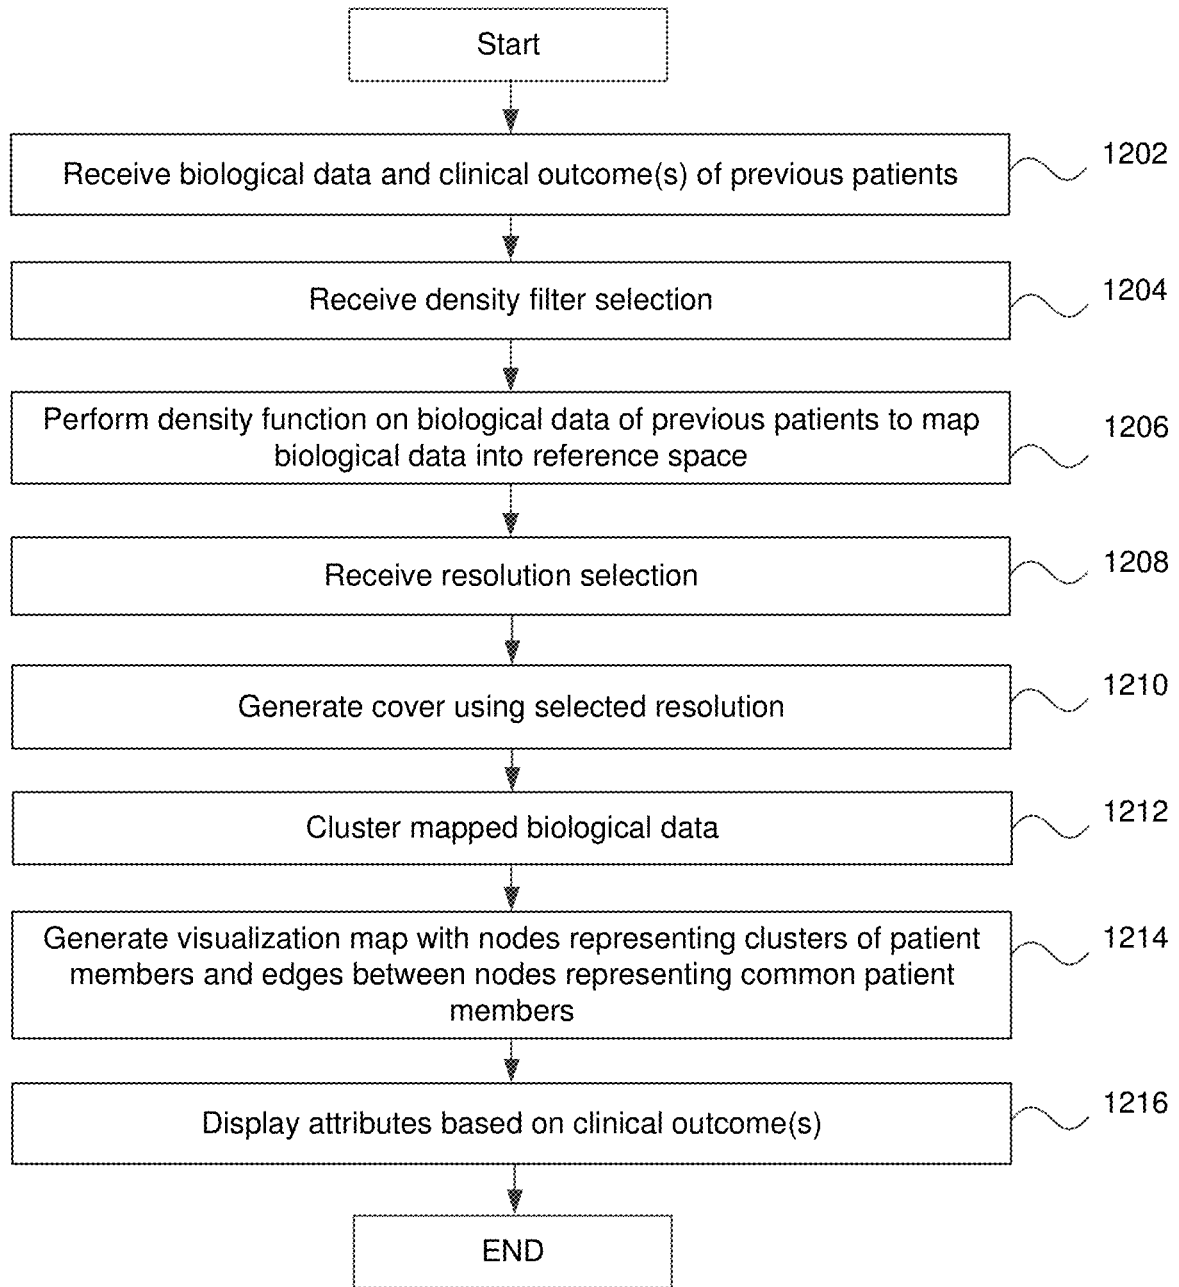 Start
Receive biological data and clinical outcome(s) of previous patients
1202
Receive density filter selection
1204
Perform density function on biological data of previous patients to map
biological data into reference space
1206
Receive resolution selection
1208
Generate cover using selected resolution
1210
Cluster mapped biological data
1212
Generate visualization map with nodes representing clusters of patient
members and edges between nodes representing common patient
members
1214
Display attributes based on clinical outcome(s)
1216
END